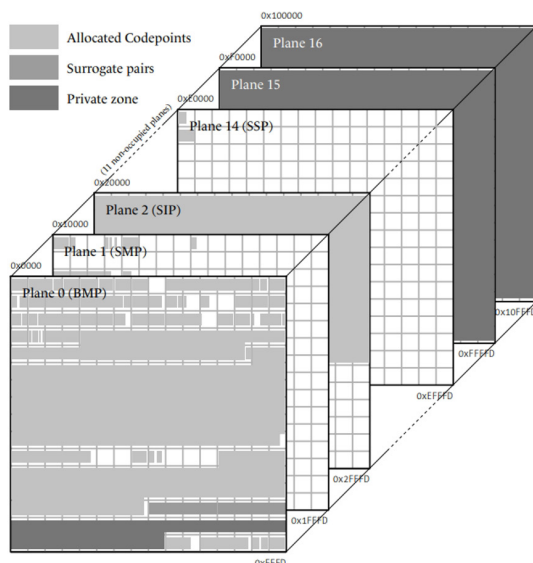 Allocated Codepoints
Surrogate pairs
Private zone
0x100000
Plane 16
0xF0000
Plane 15
0xE0000
Plane 14 (SSP)
(11 non-occupied planes)
0x20000
Plane 2 (SIP)
0x10000
Plane 1 (SMP)
0x0000
Plane 0 (BMP)
0x10FFFD
0xFFFFD
0xEFFFD
0x2FFFD
0x1FFFD